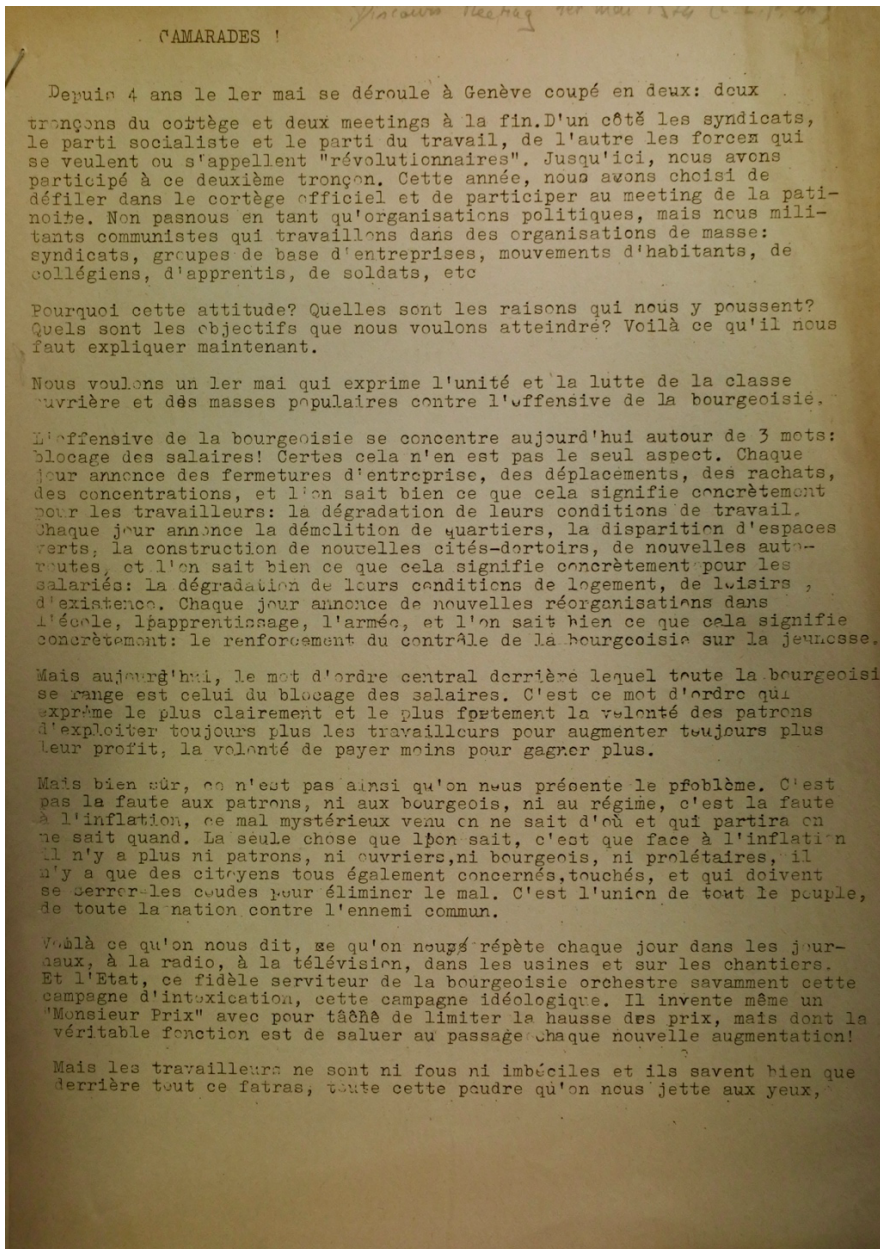 Discours Meeting 1er mai 1974
CAMARADES !
Depuis 4 ans le 1er mai se déroule à Genève coupé en deux: deux
tronçons du cottège et deux meetings à la fin.D'un côté les syndicats,
le parti socialiste et le parti du travail, de l'autre les forces qui
se veulent ou s'appellent "révolutionnaires". Jusqu'ici, nous avons
participé à ce deuxième tronçon. Cette année, nous avons choisi de
défiler dans le cortège officiel et de participer au meeting de la pati-
noite. Non pasnous en tant qu'organisations politiques, mais nous mili-
tants communistes qui travaillons dans des organisations de masse:
syndicats, groupes de base d'entreprises, mouvements d'habitants, de
collégiens, d'apprentis, de soldats, etc
Pourquoi cette attitude? Quelles sont les raisons qui nous y poussent?
Quels sont les objectifs que nous voulons atteindre? Voilà ce qu'il nous
faut expliquer maintenant.
Nous voulons un 1er mai qui exprime l'unité et la lutte de la classe
ouvrière et des masses populaires contre l'offensive de la bourgeoisie.
L'offensive de la bourgeoisie se concentre aujourd'hui autour de 3 mots:
blocage des salaires! Certes cela n'en est pas le seul aspect. Chaque
jour annonce des fermetures d'entreprise, des déplacements, des rachats,
des concentrations, et l'on sait bien ce que cela signifie concrètement
pour les travailleurs: la dégradation de leurs conditions de travail.
Chaque jour annonce la démolition de quartiers, la disparition d'espaces
verts, la construction de nouvelles cités-dortoirs, de nouvelles auto-
routes, et l'on sait bien ce que cela signifie concrètement pour les
salariés: la dégradation de leurs conditions de logement, de loisirs ,
d'existence. Chaque jour annonce de nouvelles réorganisations dans
l'école, lpapprentissage, l'armée, et l'on sait bien ce que cela signifie
concrètement: le renforcement du contrôle de la bourgeoisie sur la jeunesse.
Mais aujourg'hui, le mot d'ordre central derrière lequel toute la bourgeoisi
se range est celui du blocage des salaires. C'est ce mot d'ordre qui
exprème le plus clairement et le plus foetement la volonté des patrons
d'exploiter toujours plus les travailleurs pour augmenter toujours plus
leur profit, la volonté de payer moins pour gagner plus.
Mais bien sûr, ce n'est pas ainsi qu'on nous présente le pfoblème. C'est
pas la faute aux patrons, ni aux bourgeois, ni au régime, c'est la faute
à l'inflation, ce mal mystérieux venu on ne sait d'où et qui partira on
ne sait quand. La seule chose que lpon sait, c'est que face à l'inflation
il n'y a plus ni patrons, ni ouvriers,ni bourgeois, ni prolétaires, il
n'y a que des citoyens tous également concernés,touchés, et qui doivent
se serrer-les coudes pour éliminer le mal. C'est l'union de tout le peuple,
de toute la nation contre l'ennemi commun.
Voilà ce qu'on nous dit, ce qu'on nous répète chaque jour dans les jour-
naux, à la radio, à la télévision, dans les usines et sur les chantiers.
Et l'Etat, ce fidèle serviteur de la bourgeoisie orchestre savamment cette
campagne d'intoxication, cette campagne idéologique. Il invente même un
"Monsieur Prix" avec pour tâche de limiter la hausse des prix, mais dont la
véritable fonction est de saluer au passage chaque nouvelle augmentation!
Mais les travailleurs ne sont ni fous ni imbéciles et ils savent bien que
derrière tout ce fatras, toute cette poudre qu'on nous jette aux yeux,